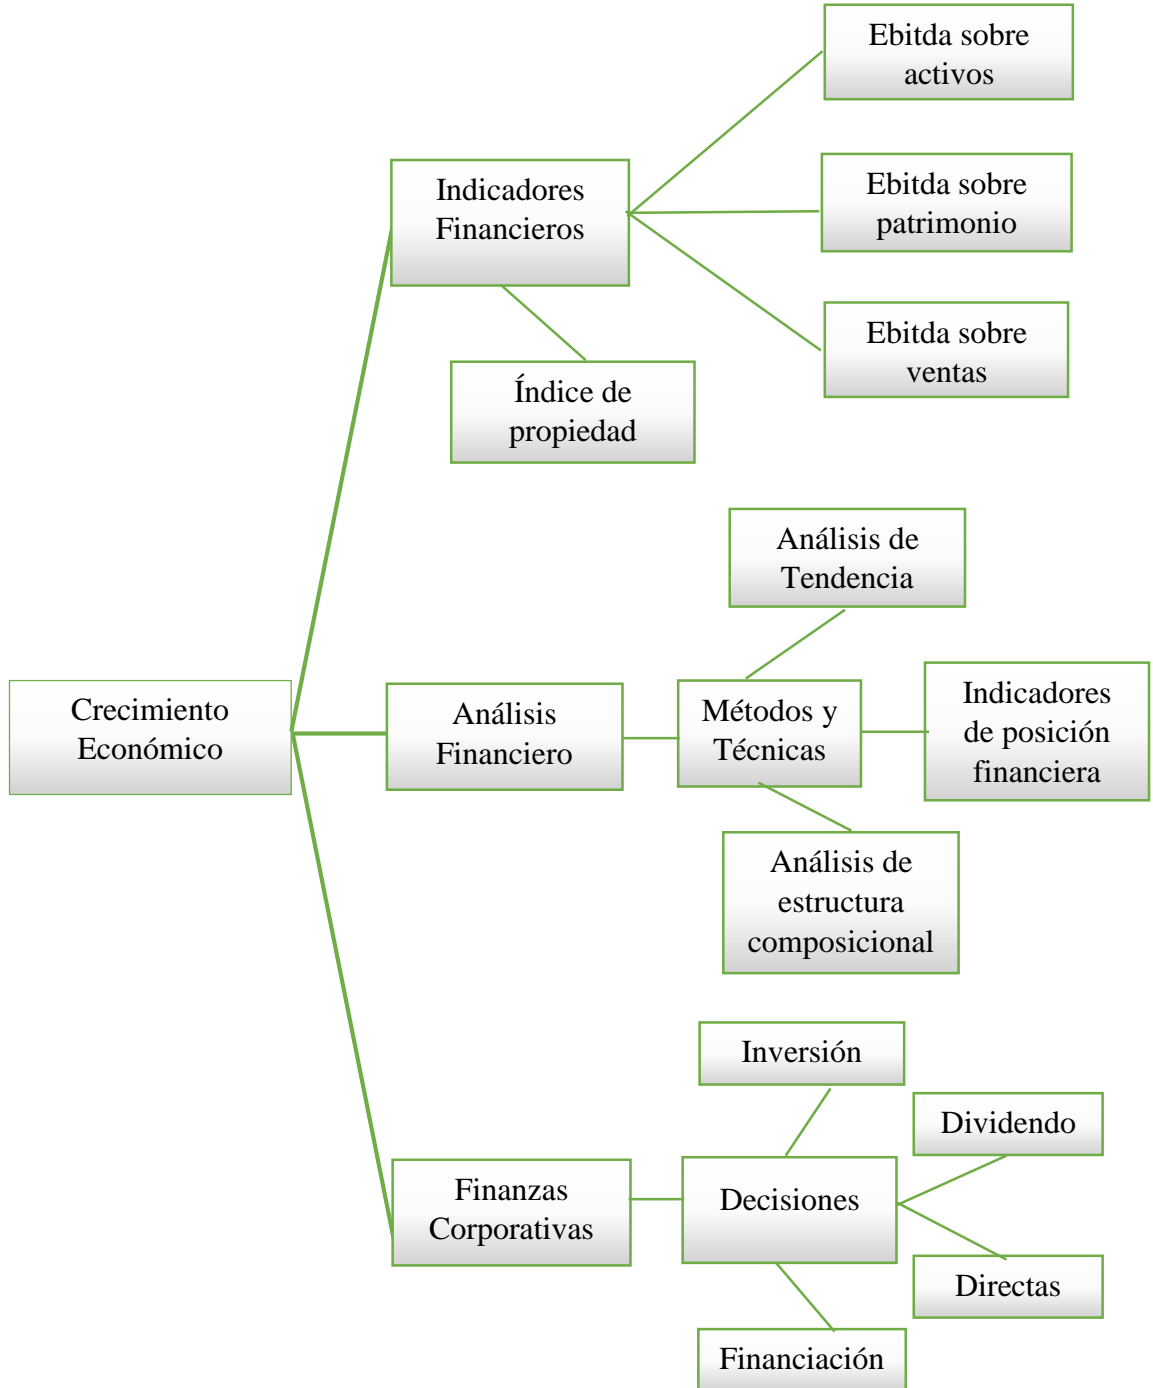 Ebitda sobre
activos
Indicadores
Financieros
Ebitda sobre
patrimonio
Ebitda sobre
ventas
Índice de
propiedad
Análisis de
Tendencia
Crecimiento
Económico
Análisis
Financiero
Métodos y
Técnicas
Indicadores
de posición
financiera
Análisis de
estructura
composicional
Inversión
Dividendo
Finanzas
Corporativas
Decisiones
Directas
Financiación